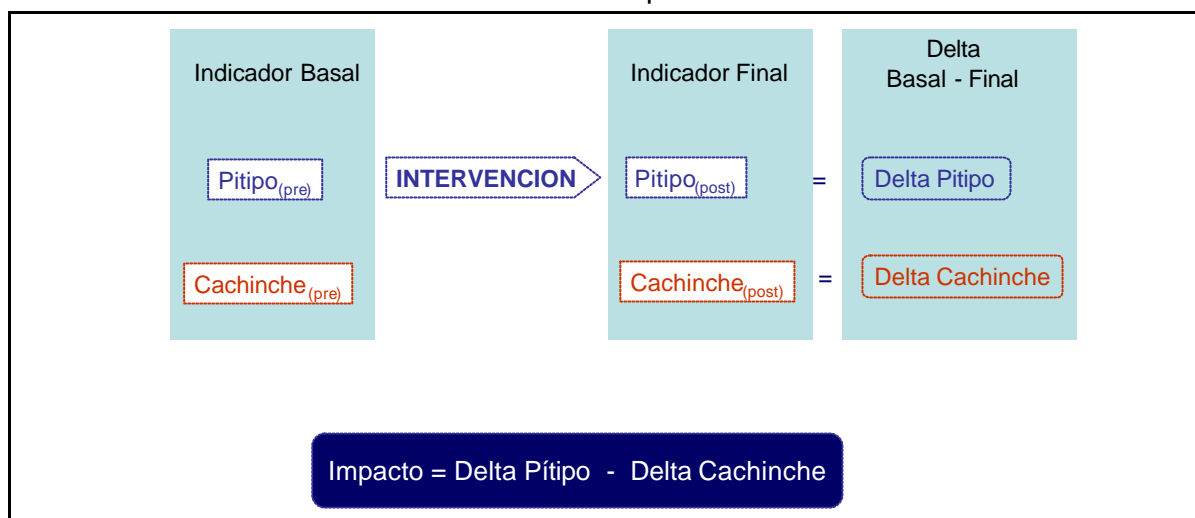 Indicador Basal
Indicador Final
Delta
Basal - Final
Pitipo(pre)
INTERVENCION
Pitipo(post)
=
Delta Pitipo
Cachinche(pre)
Cachinche(post)
=
Delta Cachinche
Impacto = Delta Pítipo - Delta Cachinche